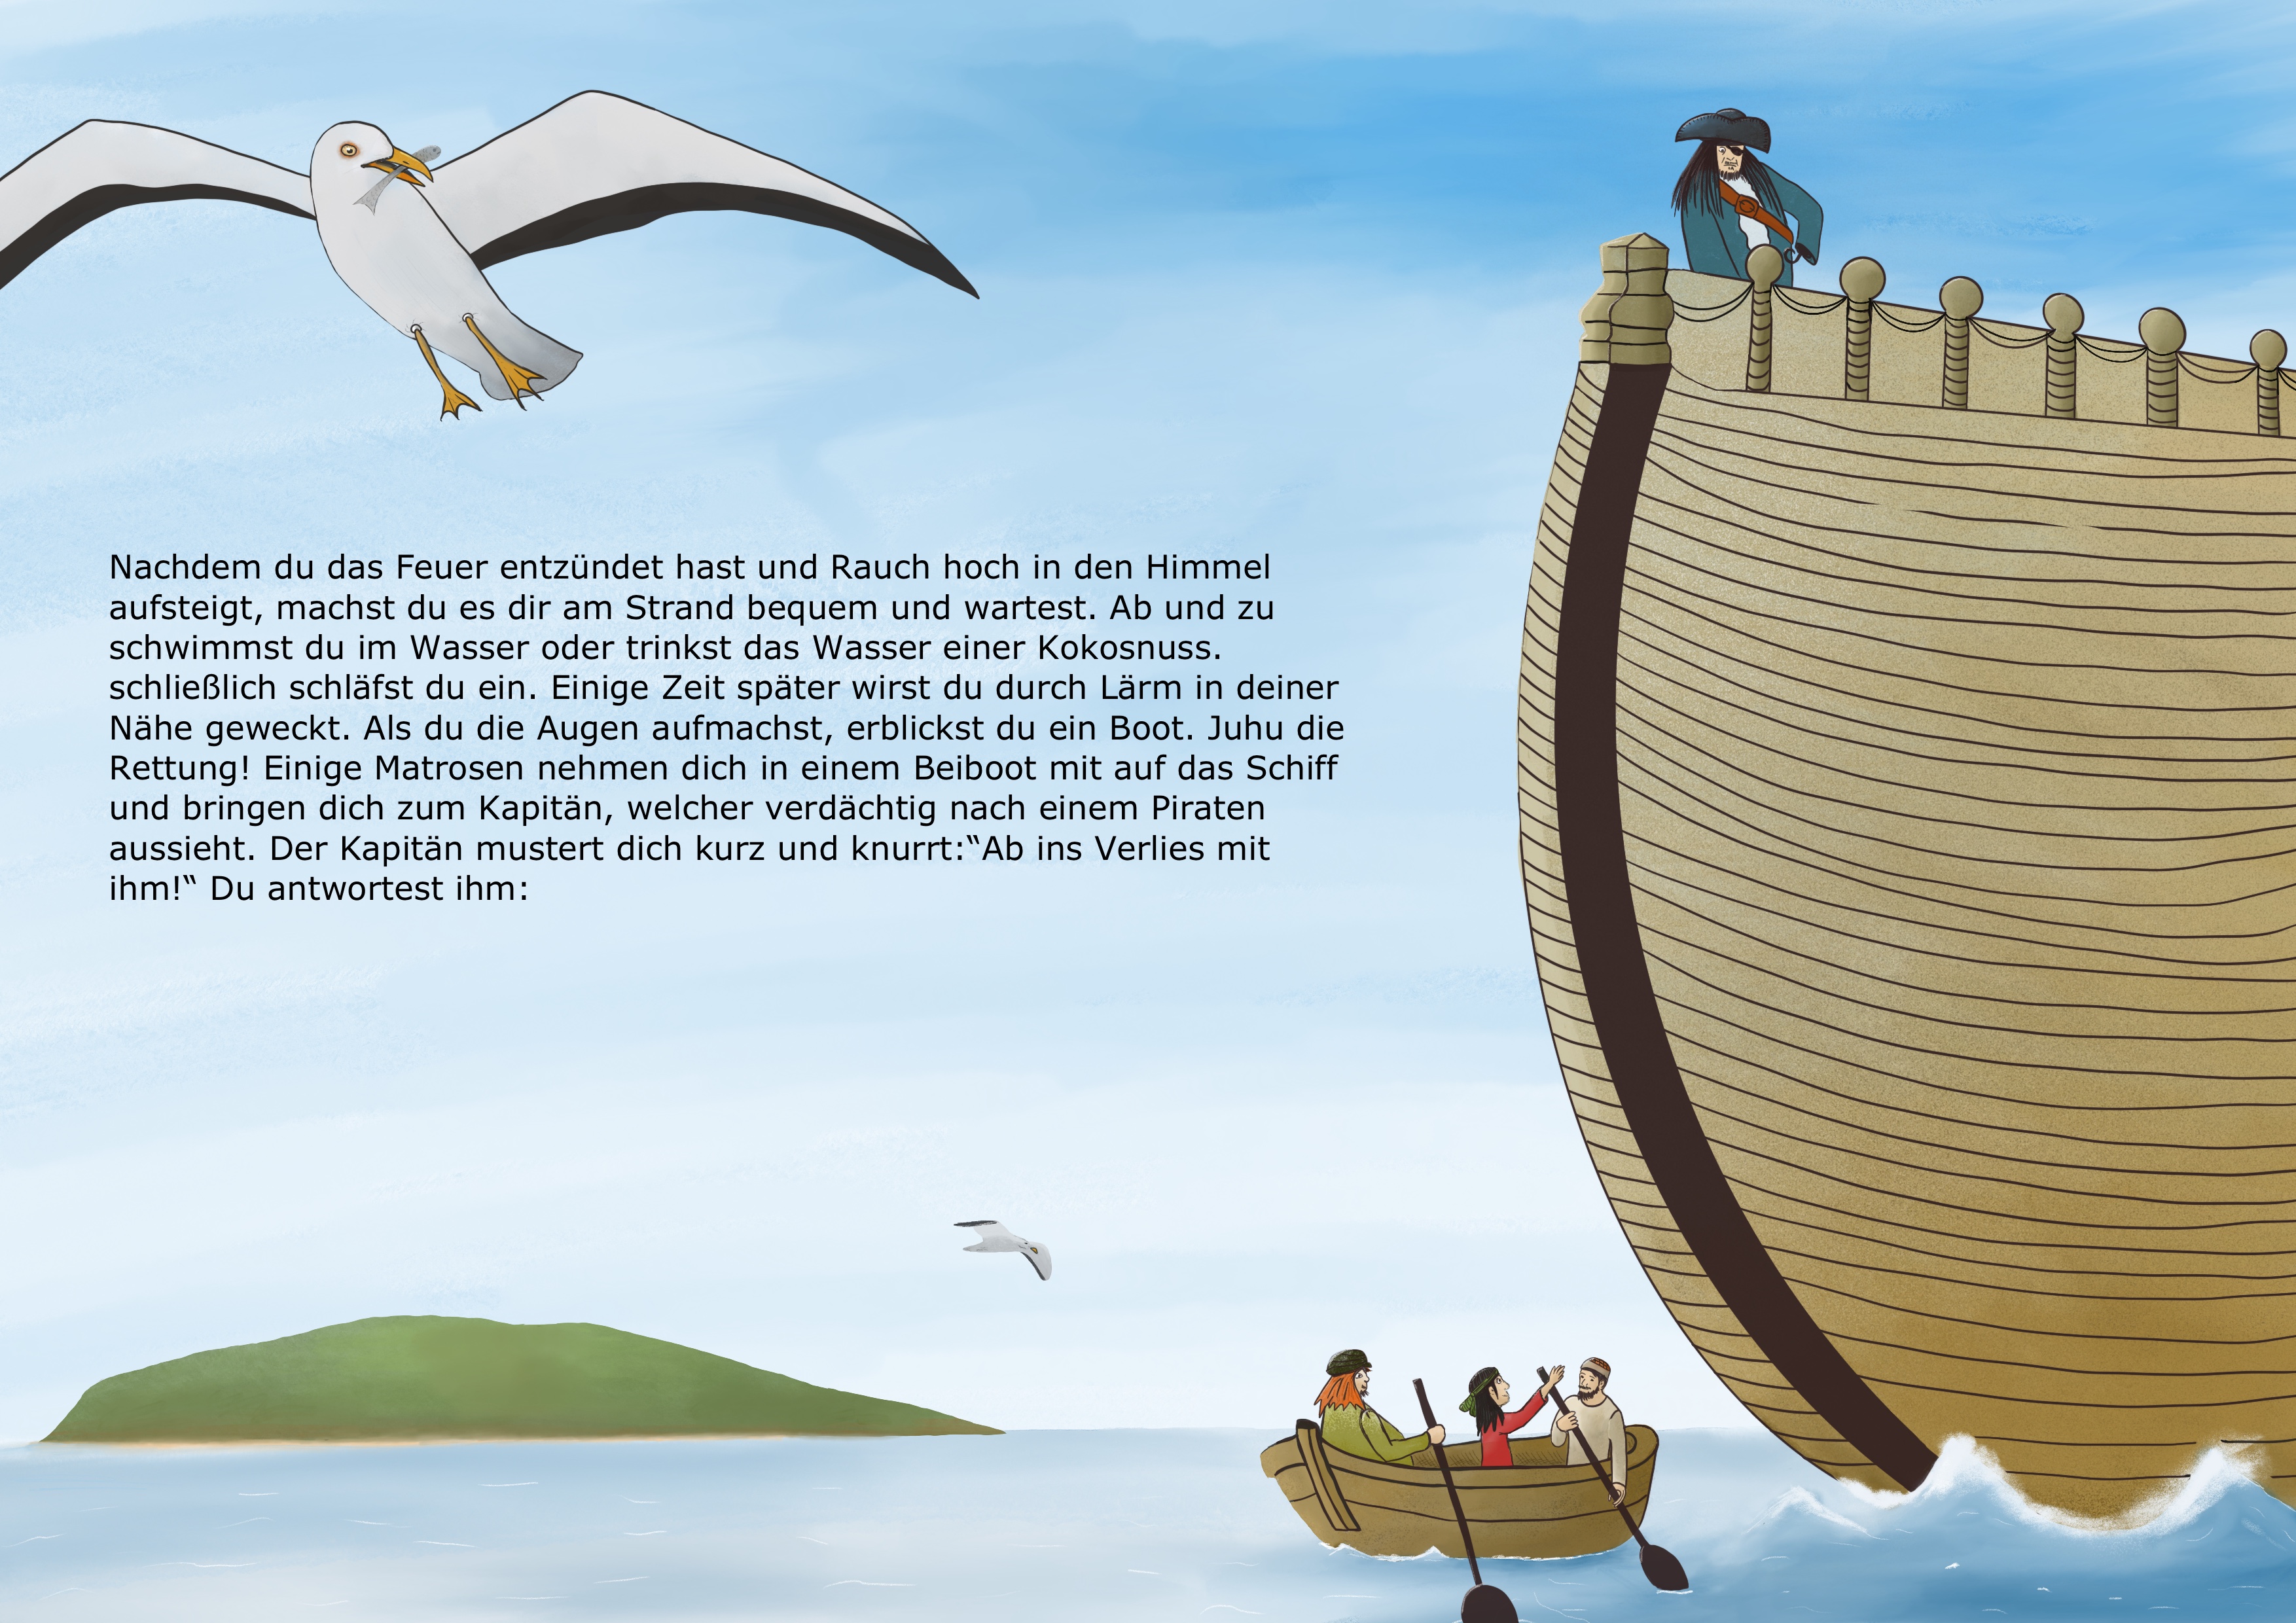 Nachdem du das Feuer entzündet hast und Rauch hoch in den Himmel
aufsteigt, machst du es dir am Strand bequem und wartest. Ab und zu
schwimmst du im Wasser oder trinkst das Wasser einer Kokosnuss.
schließlich schläfst du ein. Einige Zeit später wirst du durch Lärm in deiner
Nähe geweckt. Als du die Augen aufmachst, erblickst du ein Boot. Juhu die
Rettung! Einige Matrosen nehmen dich in einem Beiboot mit auf das Schiff
und bringen dich zum Kapitän, welcher verdächtig nach einem Piraten
aussieht. Der Kapitän mustert dich kurz und knurrt:“Ab ins Verlies mit
ihm!“ Du antwortest ihm: